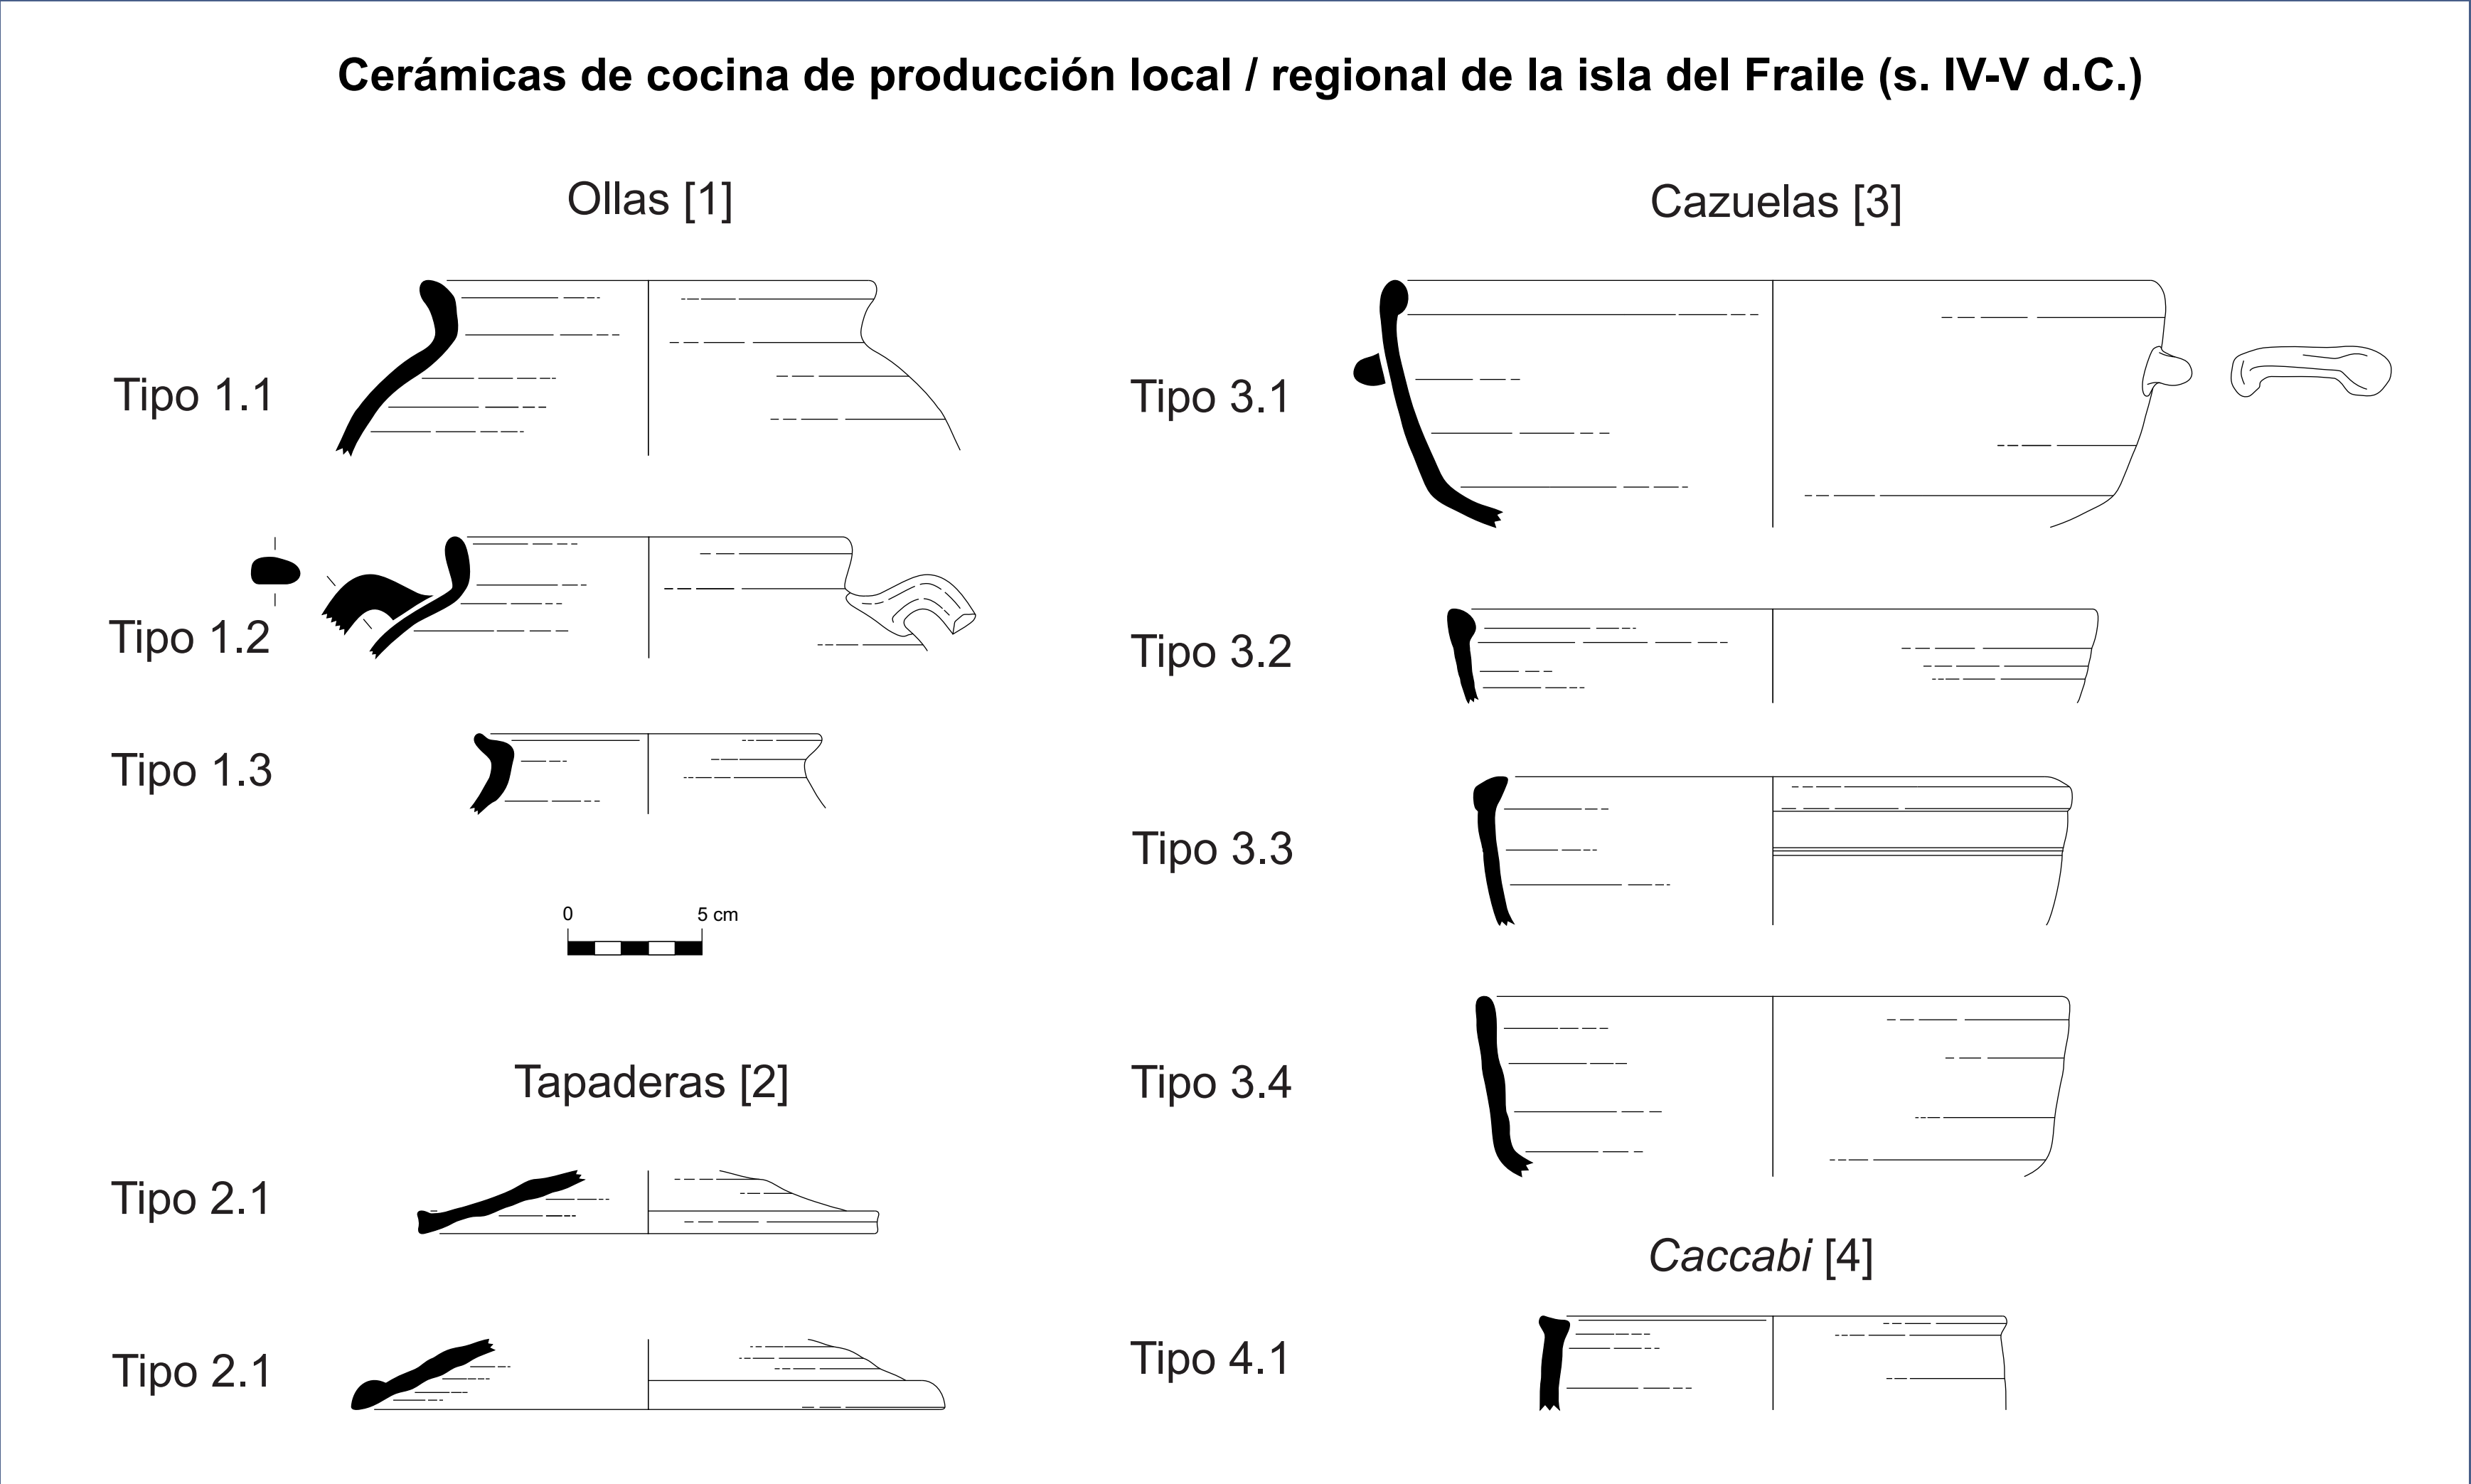 Cerámicas de cocina de producción local / regional de la isla del Fraile (s. IV-V d.C.)
Ollas [1]
Tipo 1.1
Tipo 1.2
Tipo 1.3
0 5 cm
Tapaderas [2]
Tipo 2.1
Tipo 2.1
Cazuelas [3]
Tipo 3.1
Tipo 3.2
Tipo 3.3
Tipo 3.4
Caccabi [4]
Tipo 4.1